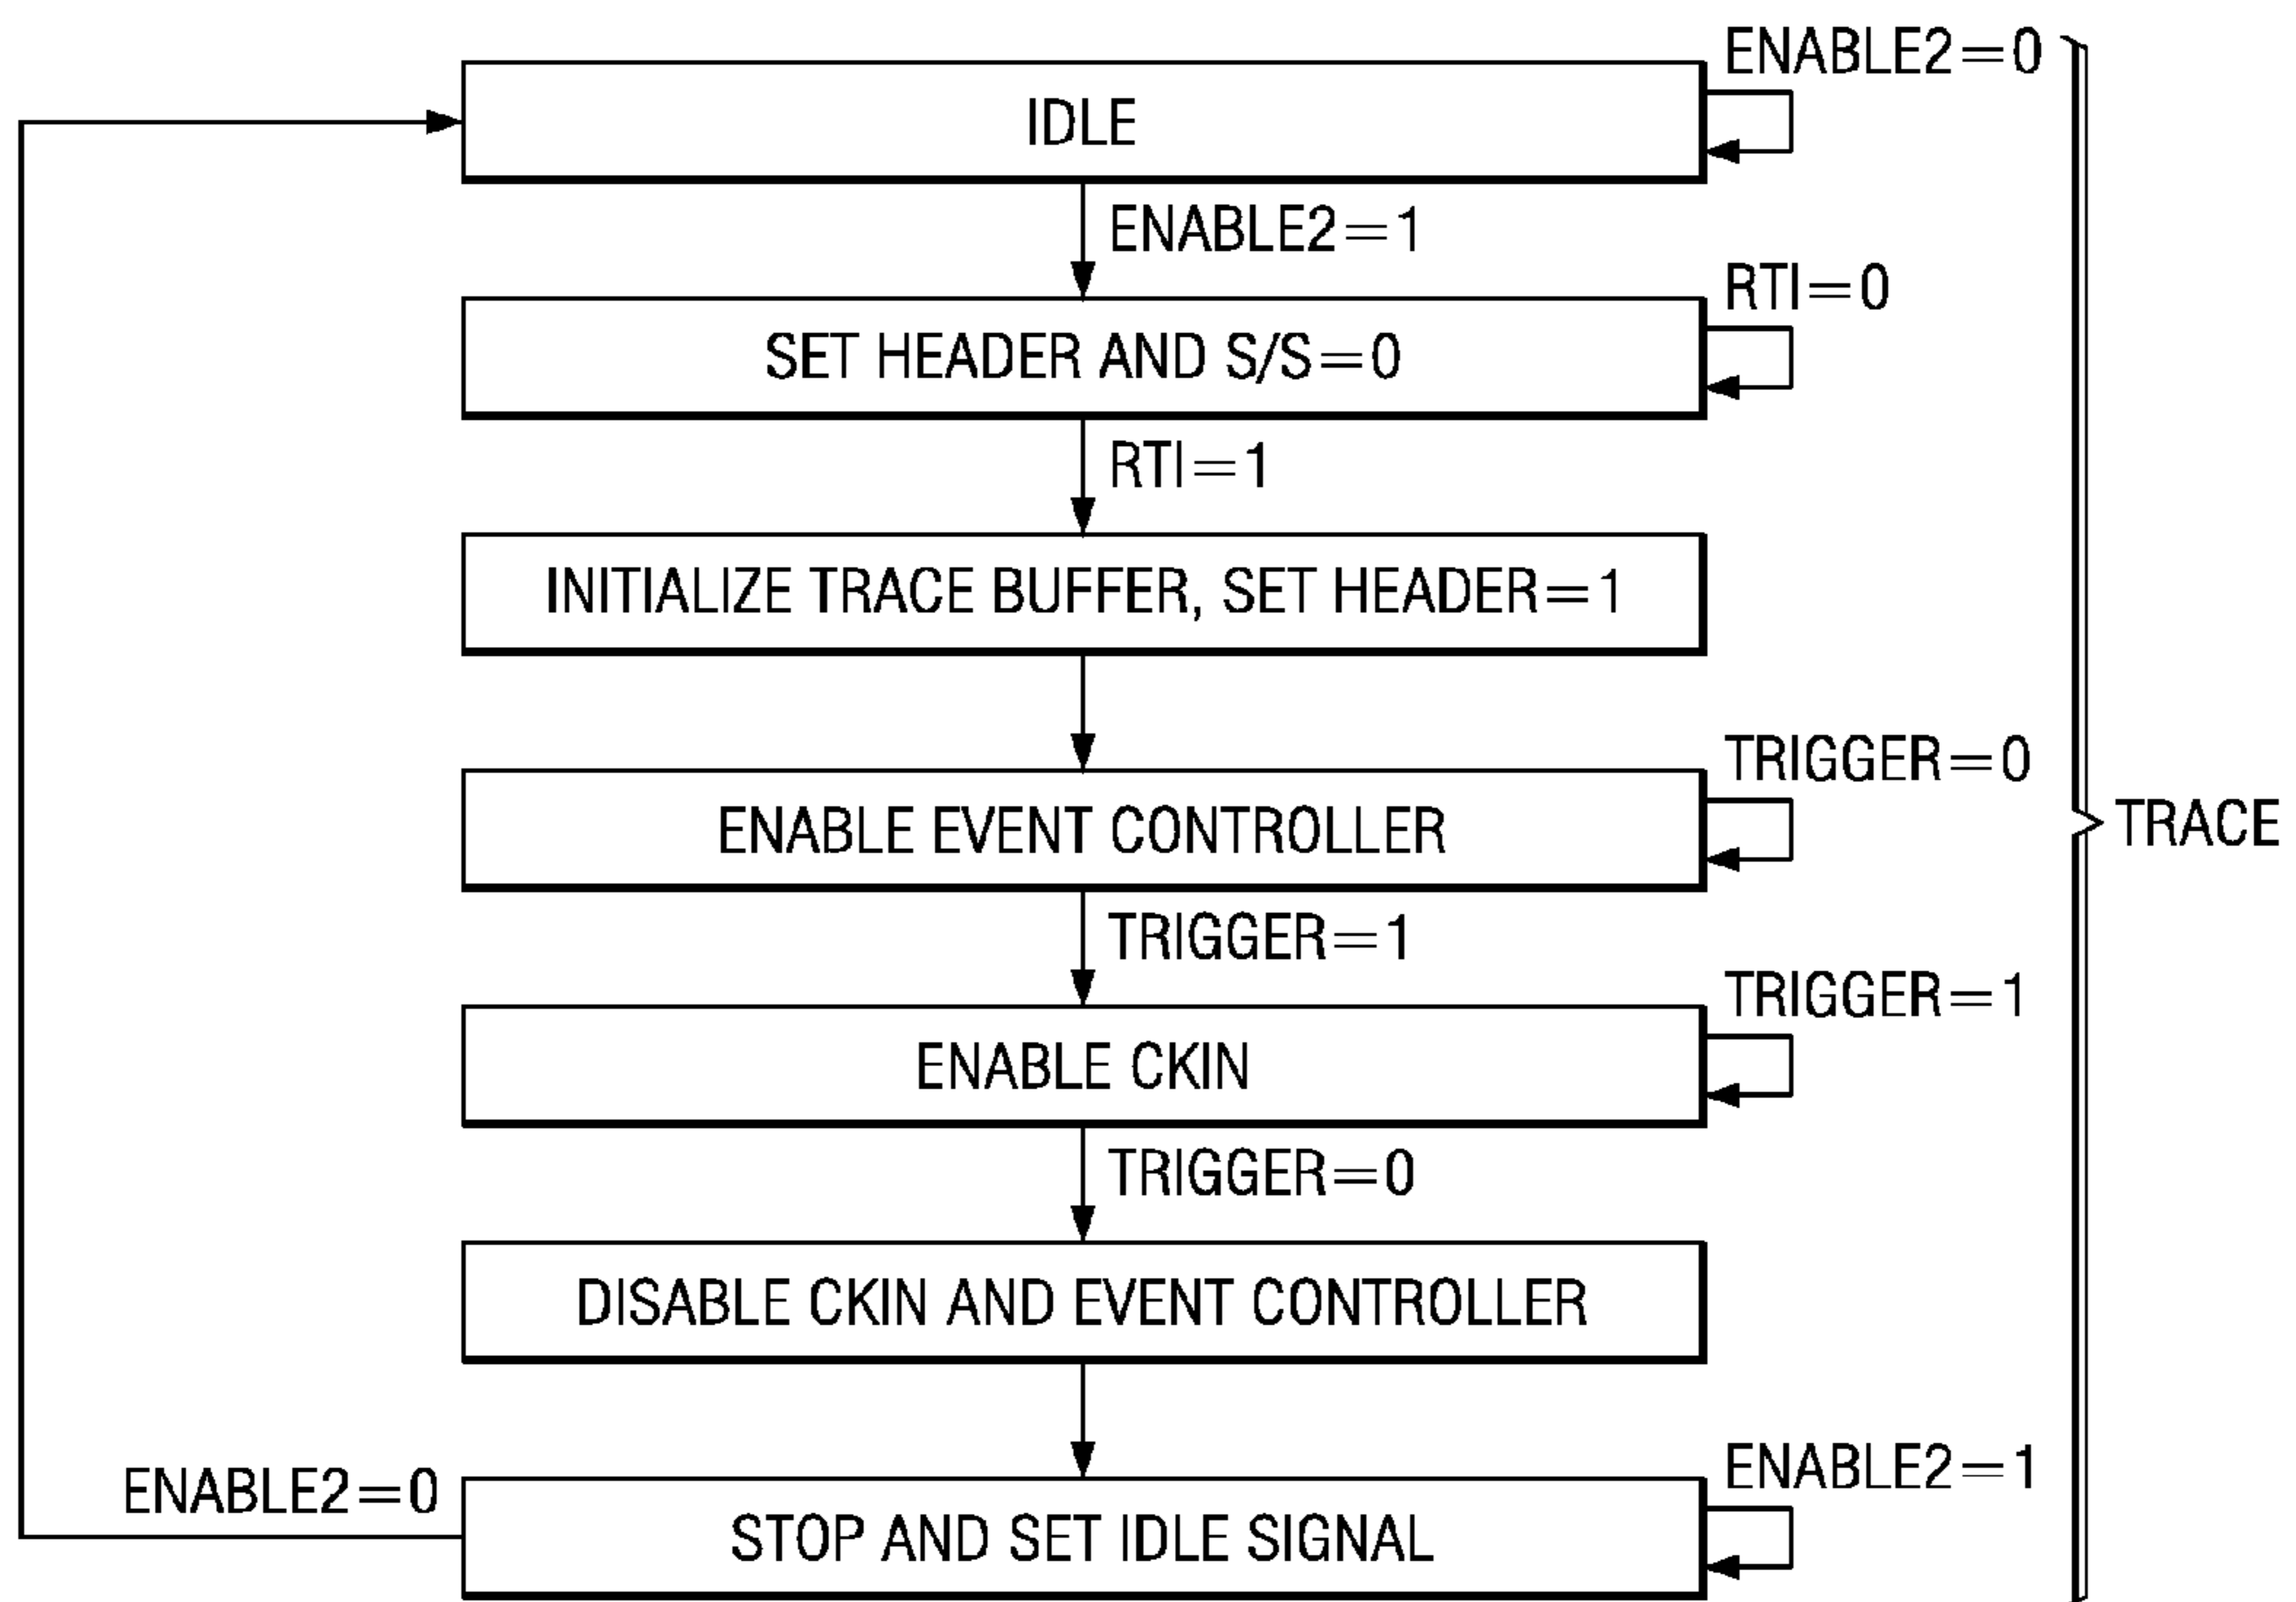 ENABLE2=0
IDLE
ENABLE2=1
RTI=0
SET HEADER AND S/S=0
RTI=1
INITIALIZE TRACE BUFFER, SET HEADER=1
TRIGGER=0
ENABLE EVENT CONTROLLER
TRACE
TRIGGER=1
TRIGGER=1
ENABLE CKIN
TRIGGER=0
DISABLE CKIN AND EVENT CONTROLLER
ENABLE2=1
ENABLE2=0
STOP AND SET IDLE SIGNAL